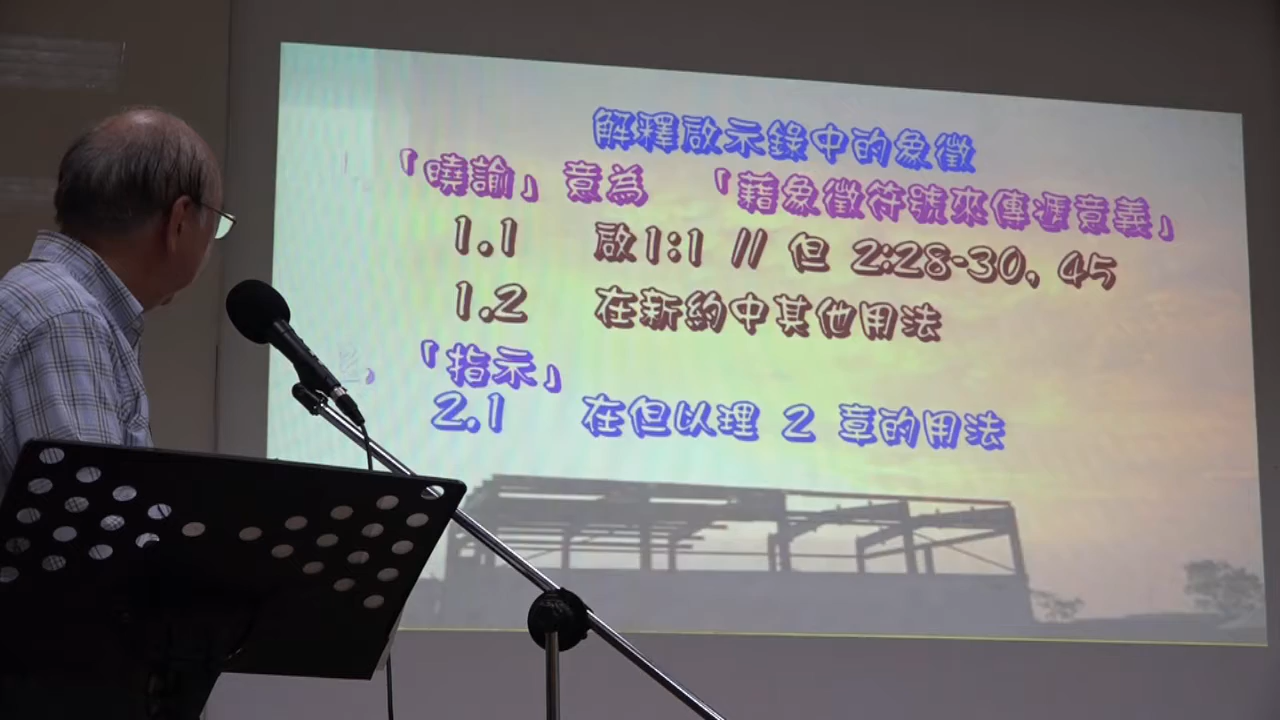 解釋啟示錄中的象徵
1. 「曉諭」意為 「藉象徵符號來傳遞意義」
1.1 啟1:1 // 但 2:28-30, 45
1.2 在新約中其他用法
2. 「指示」
2.1 在但以理 2 章的用法